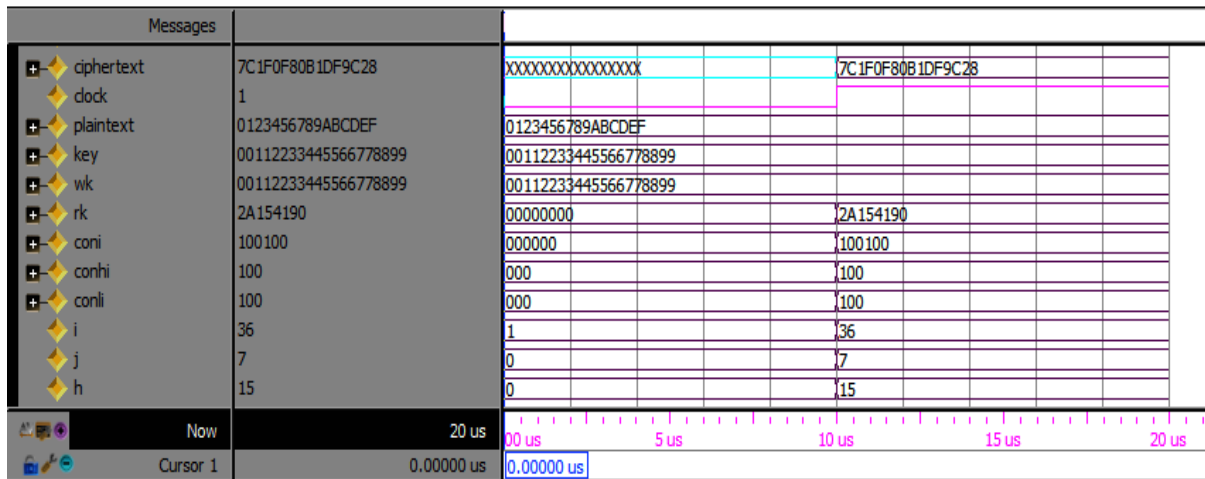 Messages
ciphertext 7C1F0F80B1DF9C28 XXXXXXXXXXXXXXXX 7C1F0F80B1DF9C28
clock 1
plaintext 0123456789ABCDEF 0123456789ABCDEF
key 00112233445566778899 00112233445566778899
wk 00112233445566778899 00112233445566778899
rk 2A154190 00000000 2A154190
coni 100100 000000 100100
conhi 100 000 100
conli 100 000 100
i 36 1 36
j 7 0 7
h 15 0 15
Now 20 us 00 us 5 us 10 us 15 us 20 us
Cursor 1 0.00000 us 0.00000 us